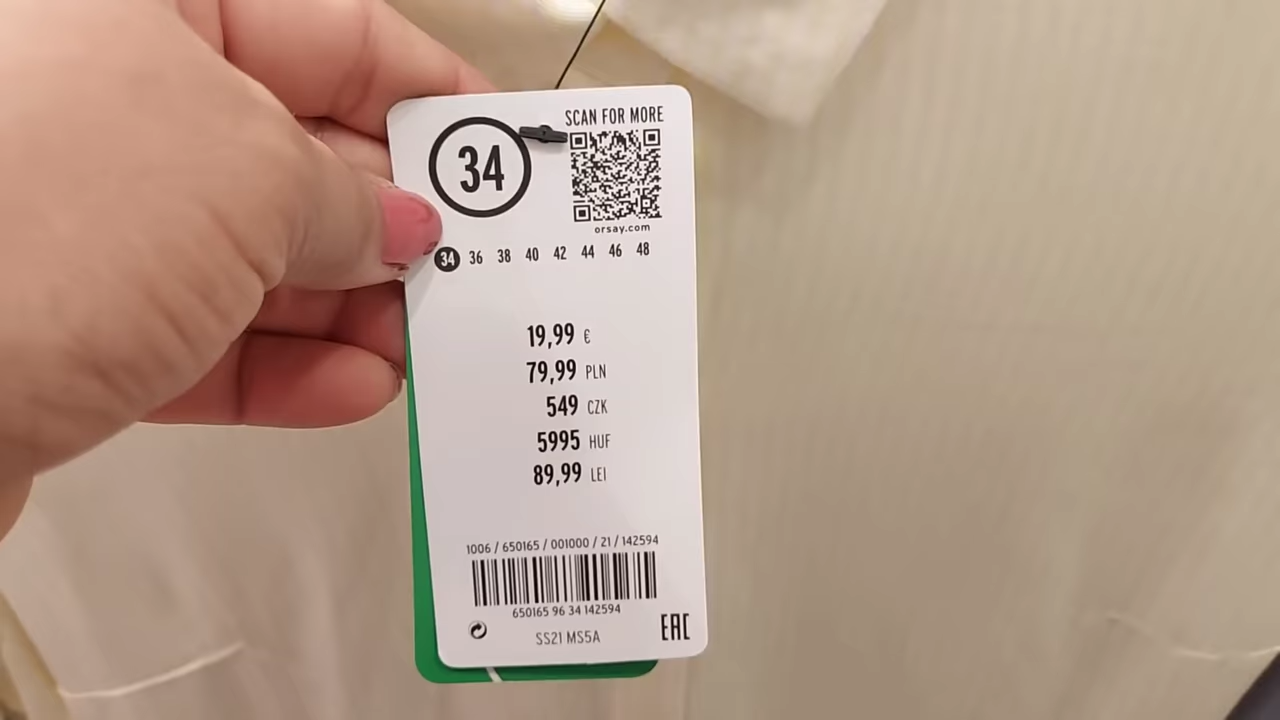 SCAN FOR MORE
34
orsay.com
34 36 38 40 42 44 46 48
19,99 €
79,99 PLN
549 CZK
5995 HUF
89,99 LEI
1006 / 650165 / 001000 / 21 / 142594
650165 96 34 142594
SS21 MS5A
EAC